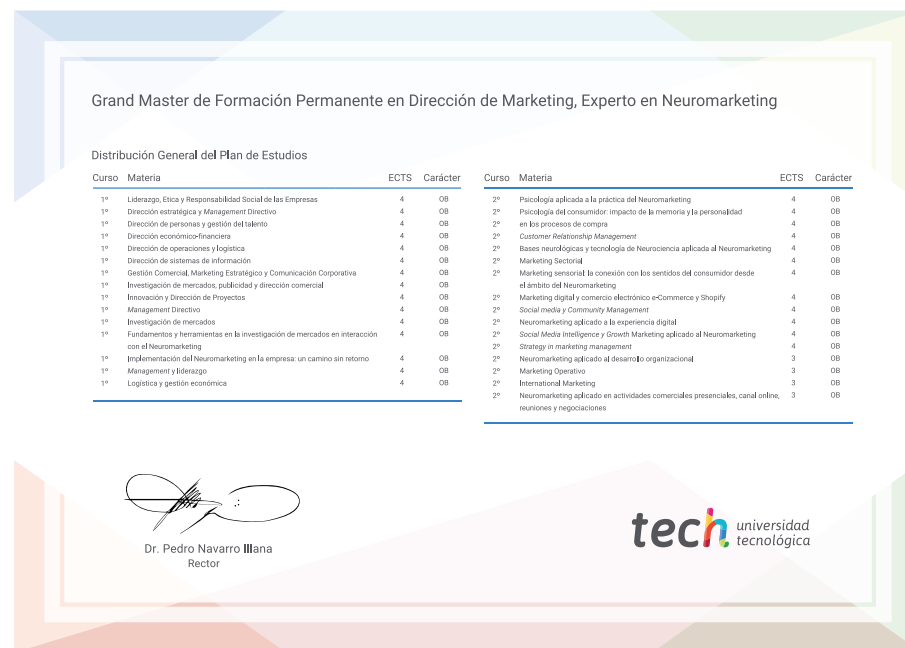 Grand Master de Formación Permanente en Dirección de Marketing, Experto en Neuromarketing
Distribución General del Plan de Estudios
Curso Materia ECTS Carácter
1º Liderazgo, Ética y Responsabilidad Social de las Empresas 4 OB
1º Dirección estratégica y Management Directivo 4 OB
1º Dirección de personas y gestión del talento 4 OB
1º Dirección económico-financiera 4 OB
1º Dirección de operaciones y logística 4 OB
1º Dirección de sistemas de información 4 OB
1º Gestión Comercial, Marketing Estratégico y Comunicación Corporativa 4 OB
1º Investigación de mercados, publicidad y dirección comercial 4 OB
1º Innovación y Dirección de Proyectos 4 OB
1º Management Directivo 4 OB
1º Investigación de mercados 4 OB
1º Fundamentos y herramientas en la investigación de mercados en interacción 4 OB
con el Neuromarketing
1º Implementación del Neuromarketing en la empresa: un camino sin retorno 4 OB
1º Management y liderazgo 4 OB
1º Logística y gestión económica 4 OB
Curso Materia ECTS Carácter
2º Psicología aplicada a la práctica del Neuromarketing 4 OB
2º Psicología del consumidor: impacto de la memoria y la personalidad 4 OB
2º en los procesos de compra 4 OB
2º Customer Relationship Management 4 OB
2º Bases neurológicas y tecnología de Neurociencia aplicada al Neuromarketing 4 OB
2º Marketing Sectorial 4 OB
2º Marketing sensorial: la conexión con los sentidos del consumidor desde 4 OB
el ámbito del Neuromarketing
2º Marketing digital y comercio electrónico e-Commerce y Shopify 4 OB
2º Social media y Community Management 4 OB
2º Neuromarketing aplicado a la experiencia digital 4 OB
2º Social Media Intelligence y Growth Marketing aplicado al Neuromarketing 4 OB
2º Strategy in marketing management 4 OB
2º Neuromarketing aplicado al desarrollo organizacional 3 OB
2º Marketing Operativo 3 OB
2º International Marketing 3 OB
2º Neuromarketing aplicado en actividades comerciales presenciales, canal online, 3 OB
reuniones y negociaciones
Dr. Pedro Navarro Illana
Rector
tech universidad
tecnológica